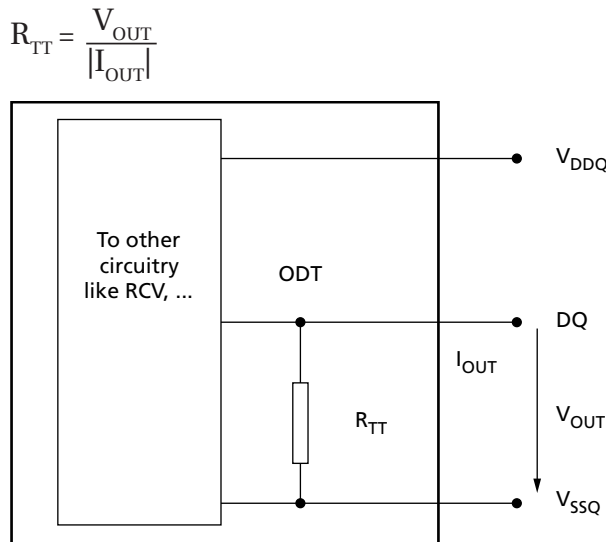 R_TT = V_OUT / |I_OUT|
V_DDQ
To other
circuitry
like RCV, ...
ODT
DQ
I_OUT
R_TT
V_OUT
V_SSQ